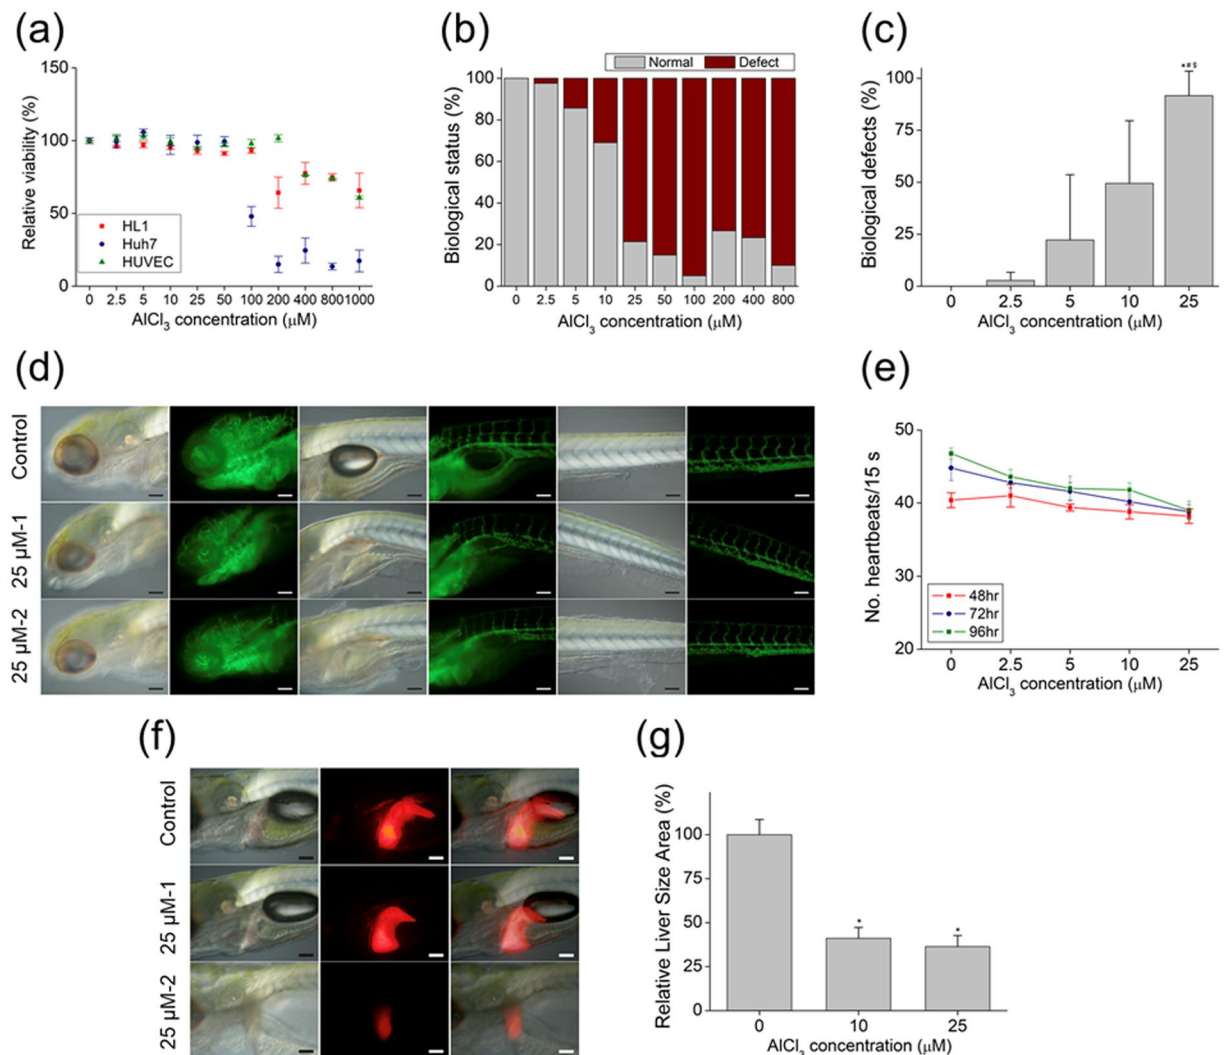 (a)
Relative viability (%)
150
100
50
0
HL1
Huh7
HUVEC
0 2.5 5 10 25 50 100 200 400 800 1000
AlCl₃ concentration (μM)
(b)
Normal Defect
Biological status (%)
100
80
60
40
20
0
0 2.5 5 10 25 50 100 200 400 800
AlCl₃ concentration (μM)
(c)
Biological defects (%)
100
75
50
25
0
*#$
0 2.5 5 10 25
AlCl₃ concentration (μM)
(d)
Control
25 μM-1
25 μM-2
(e)
No. heartbeats/15 s
50
40
30
20
48hr
72hr
96hr
0 2.5 5 10 25
AlCl₃ concentration (μM)
(f)
Control
25 μM-1
25 μM-2
(g)
Relative Liver Size Area (%)
100
75
50
25
0
* *
0 10 25
AlCl₃ concentration (μM)